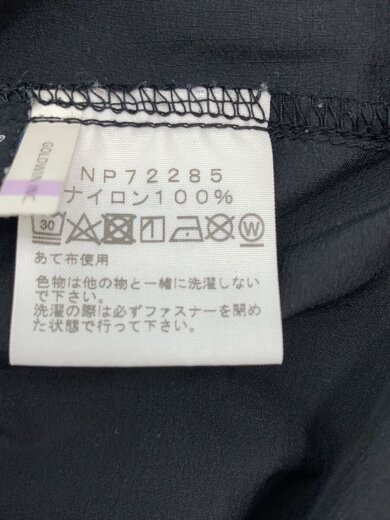 GOLDWIN INC.
NP72285
ナイロン100%
30
W
あて布使用
色物は他の物と一緒に洗濯しない
で下さい。
洗濯の際は必ずファスナーを閉め
た状態で行って下さい。